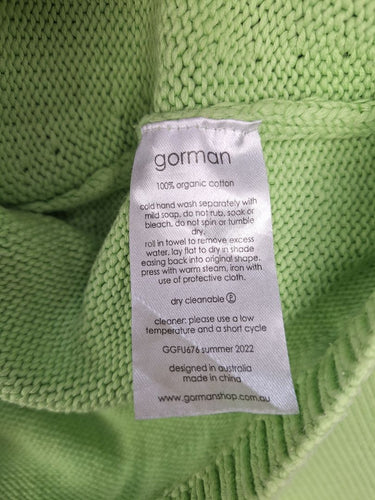 gorman
100% organic cotton
cold hand wash separately with
mild soap, do not rub, soak or
bleach, do not spin or tumble
dry.
roll in towel to remove excess
water, lay flat to dry in shade
easing back into original shape.
press with warm steam, iron with
use of protective cloth.
dry cleanable Ⓟ
cleaner: please use a low
temperature and a short cycle
GGFU676 summer 2022
designed in australia
made in china
www.gormanshop.com.au